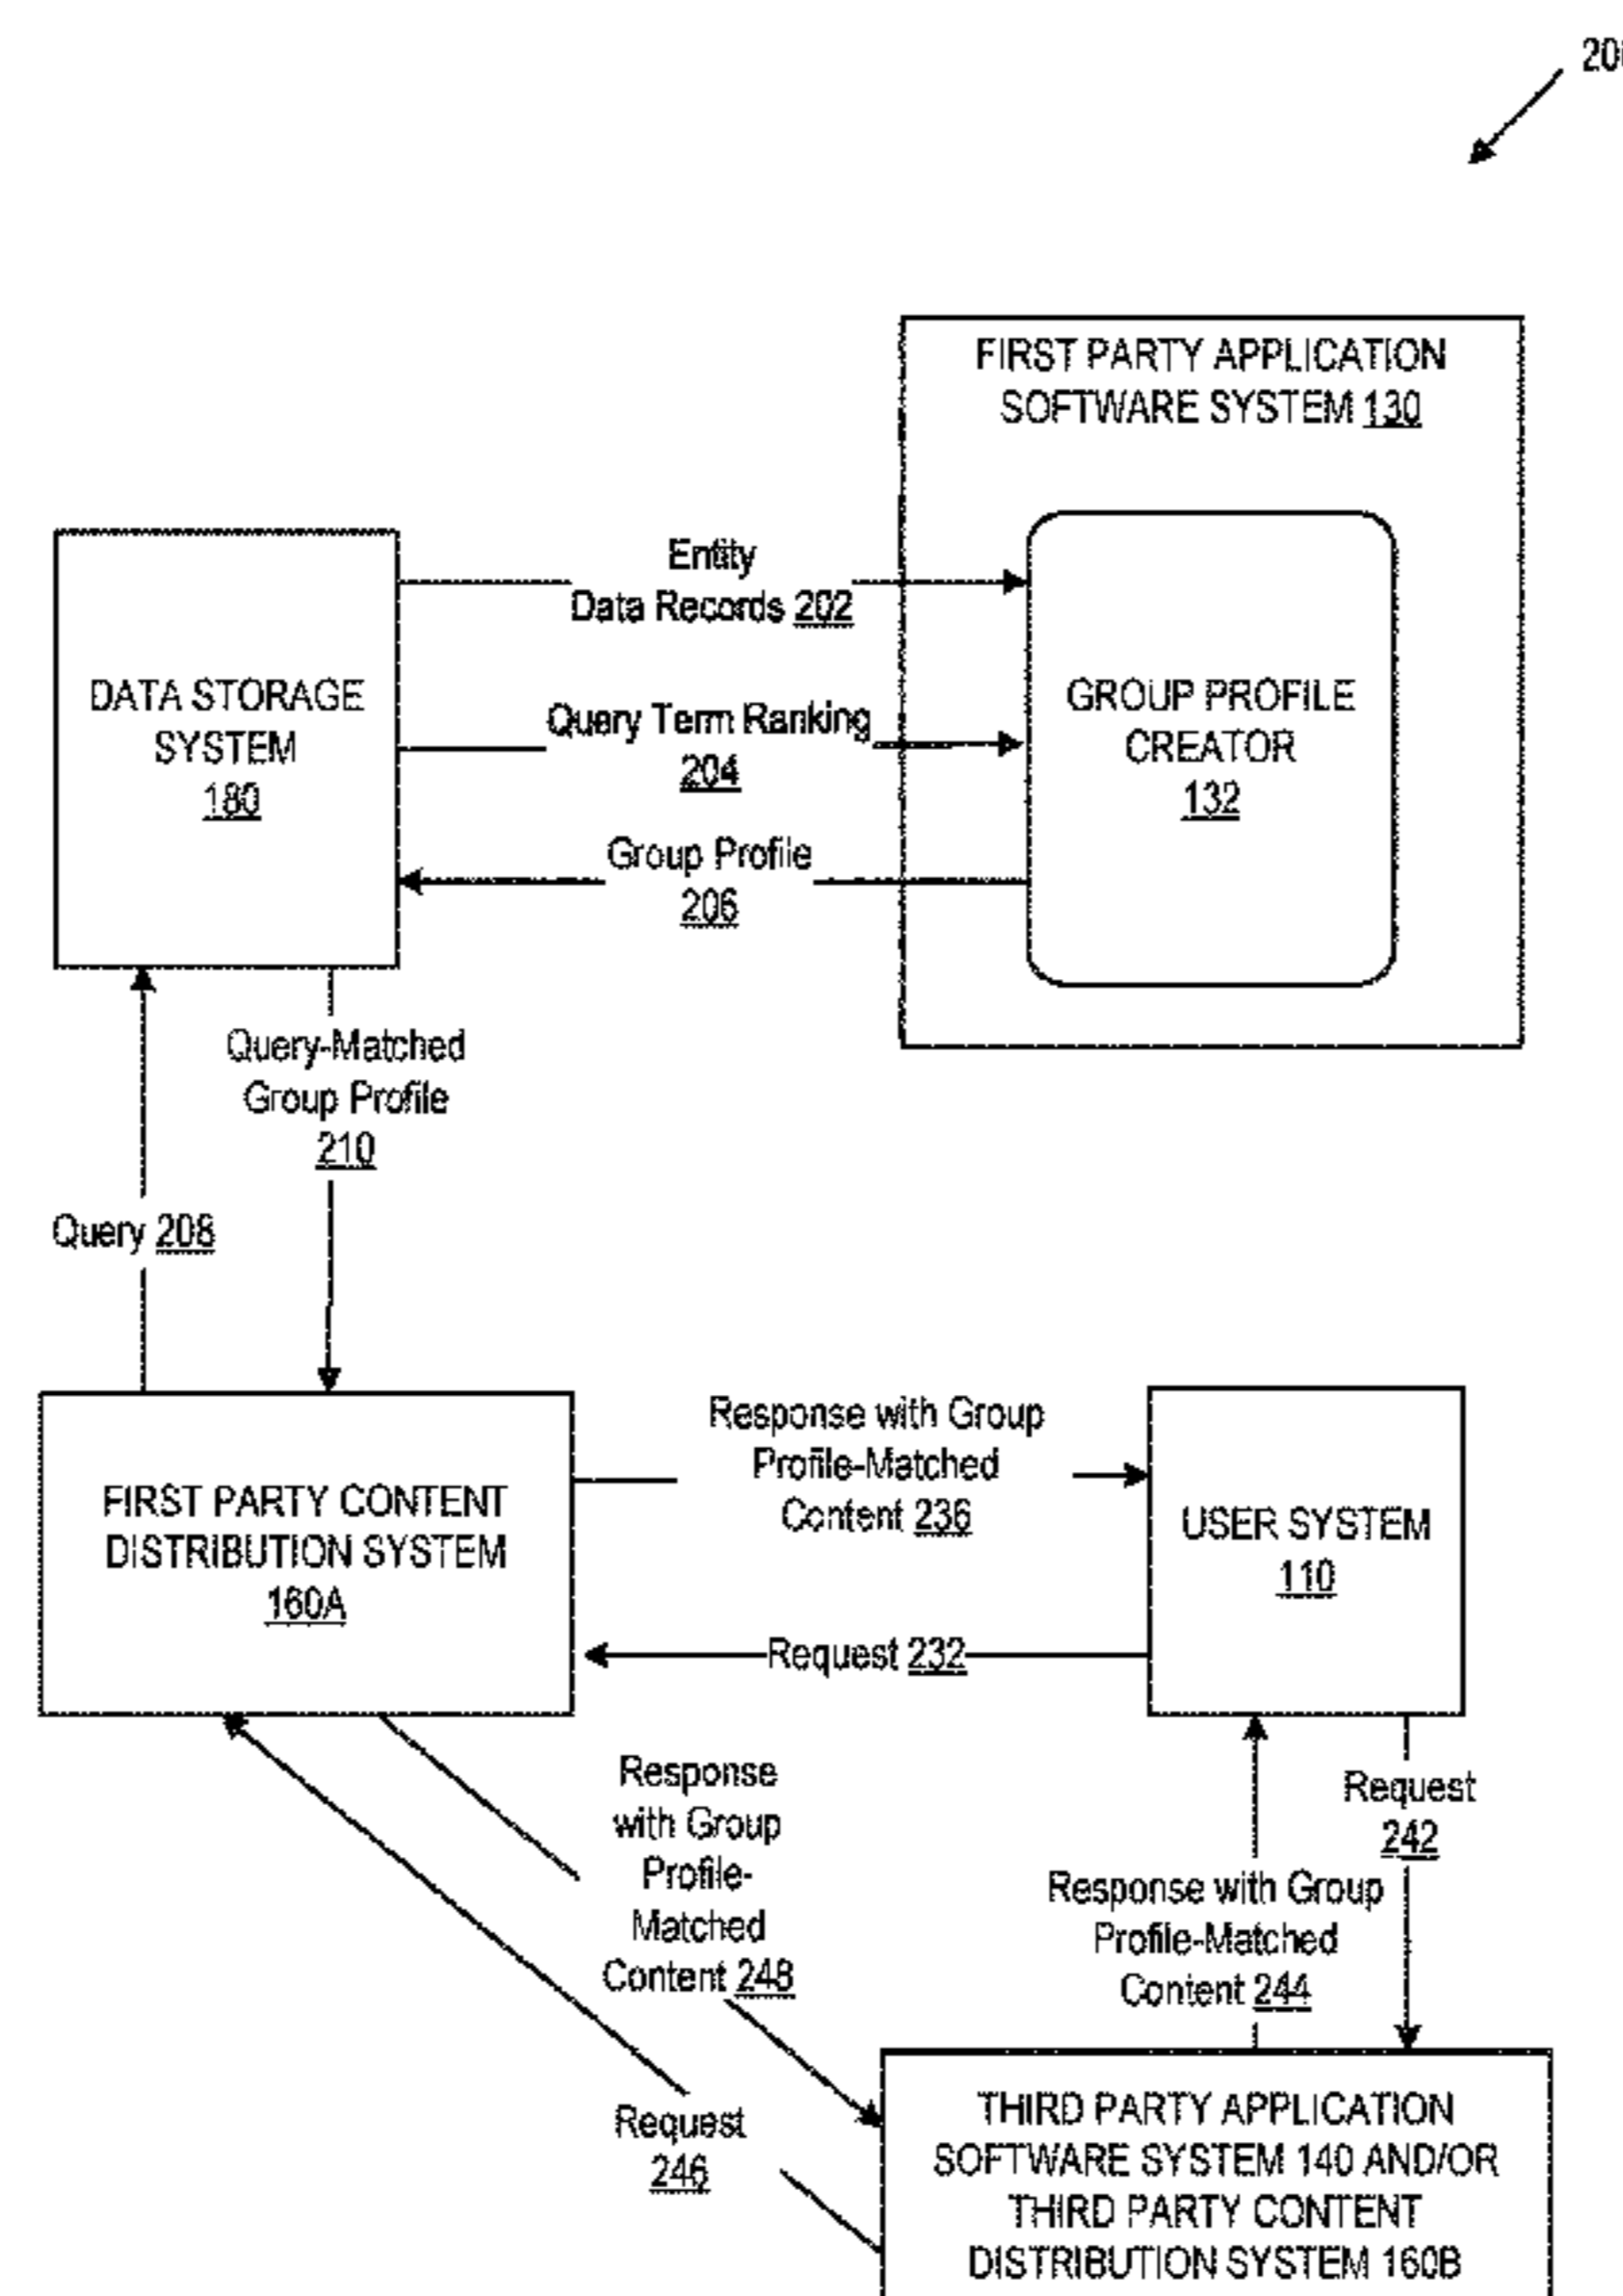 FIRST PARTY APPLICATION
SOFTWARE SYSTEM 130
Entity
Data Records 202
DATA STORAGE
SYSTEM
180
Query Term Ranking
204
GROUP PROFILE
CREATOR
132
Group Profile
206
Query-Matched
Group Profile
210
Query 208
Response with Group
Profile-Matched
Content 236
FIRST PARTY CONTENT
DISTRIBUTION SYSTEM
160A
USER SYSTEM
110
Request 232
Response
with Group
Profile-
Matched
Content 248
Request
242
Response with Group
Profile-Matched
Content 244
Request
246
THIRD PARTY APPLICATION
SOFTWARE SYSTEM 140 AND/OR
THIRD PARTY CONTENT
DISTRIBUTION SYSTEM 160B